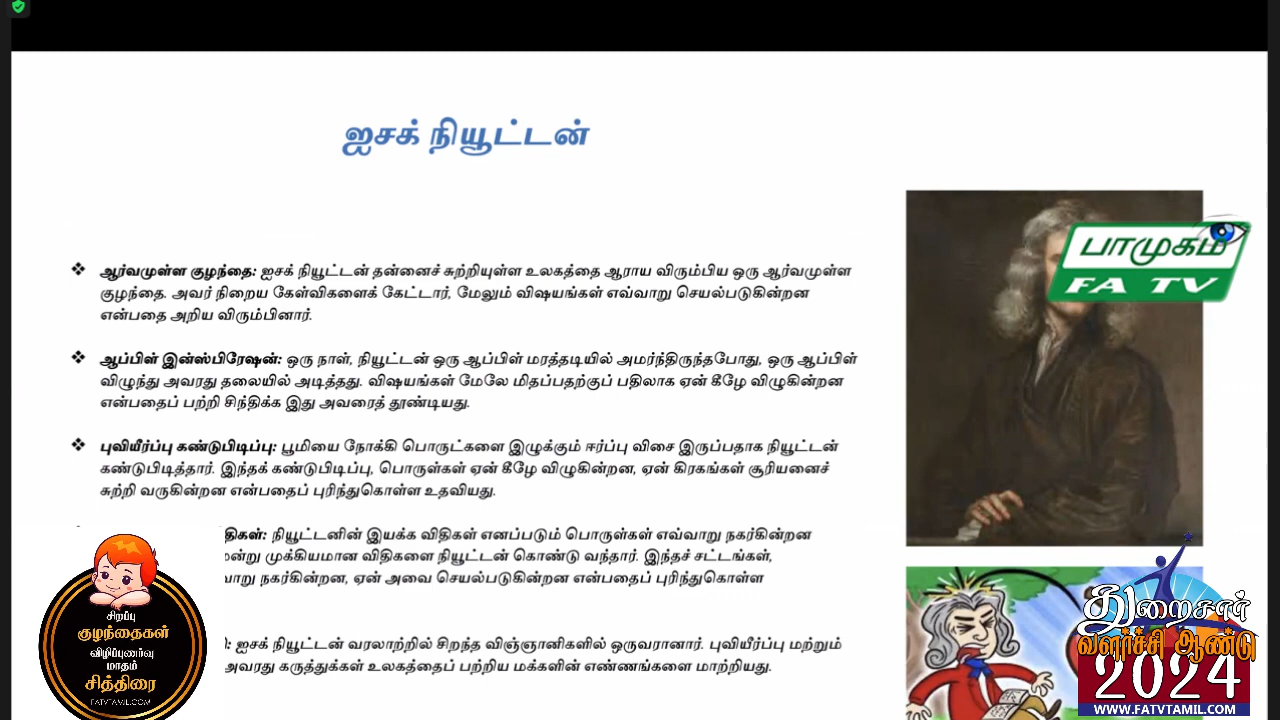 ஐசக் நியூட்டன்
❖ ஆர்வமுள்ள குழந்தை: ஐசக் நியூட்டன் தன்னைச் சுற்றியுள்ள உலகத்தை ஆராய விரும்பிய ஒரு ஆர்வமுள்ள
குழந்தை. அவர் நிறைய கேள்விகளைக் கேட்டார், மேலும் விஷயங்கள் எவ்வாறு செயல்படுகின்றன
என்பதை அறிய விரும்பினார்.
❖ ஆப்பிள் இன்ஸ்பிரேஷன்: ஒரு நாள், நியூட்டன் ஒரு ஆப்பிள் மரத்தடியில் அமர்ந்திருந்தபோது, ஒரு ஆப்பிள்
விழுந்து அவரது தலையில் அடித்தது. விஷயங்கள் மேலே மிதப்பதற்குப் பதிலாக ஏன் கீழே விழுகின்றன
என்பதைப் பற்றி சிந்திக்க இது அவரைத் தூண்டியது.
❖ புவியீர்ப்பு கண்டுபிடிப்பு: பூமியை நோக்கி பொருட்களை இழுக்கும் ஈர்ப்பு விசை இருப்பதாக நியூட்டன்
கண்டுபிடித்தார். இந்தக் கண்டுபிடிப்பு, பொருள்கள் ஏன் கீழே விழுகின்றன, ஏன் கிரகங்கள் சூரியனைச்
சுற்றி வருகின்றன என்பதைப் புரிந்துகொள்ள உதவியது.
நியூட்டனின் இயக்க விதிகள் எனப்படும் பொருள்கள் எவ்வாறு நகர்கின்றன
முக்கியமான விதிகளை நியூட்டன் கொண்டு வந்தார். இந்தச் சட்டங்கள்,
நகர்கின்றன, ஏன் அவை செயல்படுகின்றன என்பதைப் புரிந்துகொள்ள
ஐசக் நியூட்டன் வரலாற்றில் சிறந்த விஞ்ஞானிகளில் ஒருவரானார். புவியீர்ப்பு மற்றும்
அவரது கருத்துக்கள் உலகத்தைப் பற்றிய மக்களின் எண்ணங்களை மாற்றியது.
பாமுகம்
FA TV
சிறப்பு
குழந்தைகள்
விழிப்புணர்வு
மாதம்
சித்திரை
FATVTAMIL.COM
துறைசார்
வளர்ச்சி ஆண்டு
2024
WWW.FATVTAMIL.COM